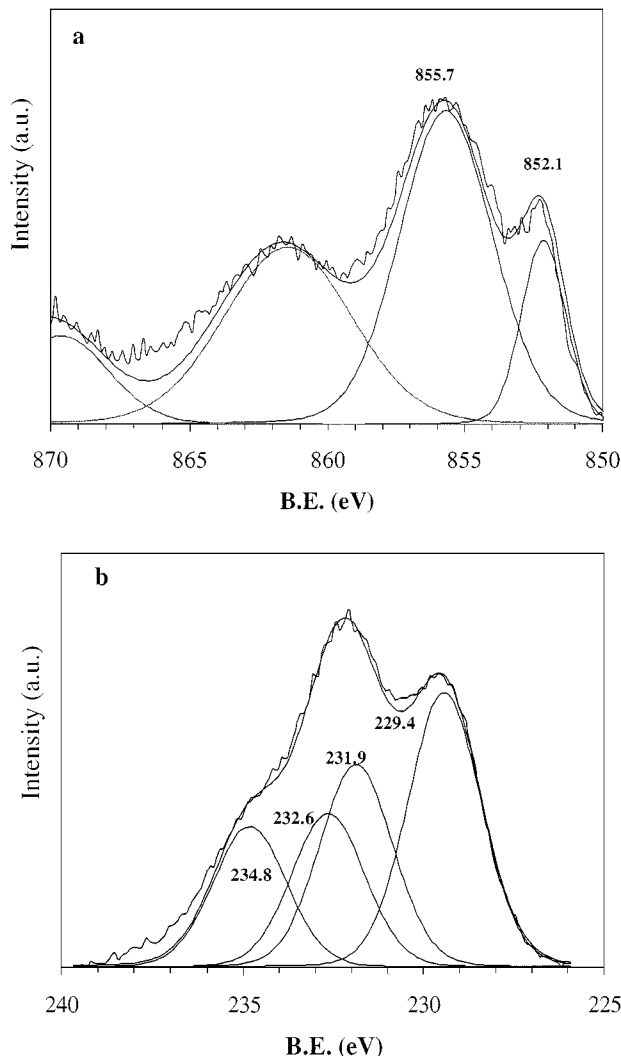 a
855.7
852.1
Intensity (a.u.)
870 865 860 855 850
B.E. (eV)
b
229.4
231.9
232.6
234.8
Intensity (a.u.)
240 235 230 225
B.E. (eV)